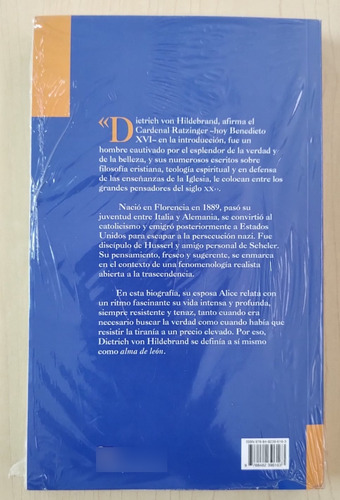 «Dietrich von Hildebrand, afirma el
Cardenal Ratzinger –hoy Benedicto
XVI– en la introducción, fue un
hombre cautivado por el esplendor de la verdad y
de la belleza, y sus numerosos escritos sobre
filosofía cristiana, teología espiritual y en defensa
de las enseñanzas de la Iglesia, le colocan entre los
grandes pensadores del siglo XX».
Nació en Florencia en 1889, pasó su
juventud entre Italia y Alemania, se convirtió al
catolicismo y emigró posteriormente a Estados
Unidos para escapar a la persecución nazi. Fue
discípulo de Husserl y amigo personal de Scheler.
Su pensamiento, fresco y sugerente, se enmarca
en el contexto de una fenomenología realista
abierta a la trascendencia.
En esta biografía, su esposa Alice relata con
un ritmo fascinante su vida intensa y profunda,
siempre resistente y tenaz, tanto cuando era
necesario buscar la verdad como cuando había que
resistir la tiranía a un precio elevado. Por eso,
Dietrich von Hildebrand se definía a sí mismo
como alma de león.